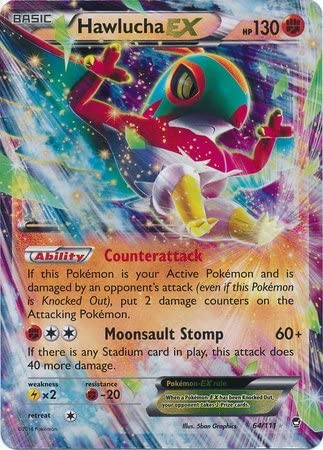 BASIC
Hawlucha EX HP 130
Ability Counterattack
If this Pokémon is your Active Pokémon and is
damaged by an opponent's attack (even if this Pokémon
is Knocked Out), put 2 damage counters on the
Attacking Pokémon.
Moonsault Stomp 60+
If there is any Stadium card in play, this attack does
40 more damage.
weakness ×2 resistance -20
Pokémon-EX rule
When a Pokémon-EX has been Knocked Out,
your opponent takes 2 Prize cards.
retreat
Illus. 5ban Graphics 64/111